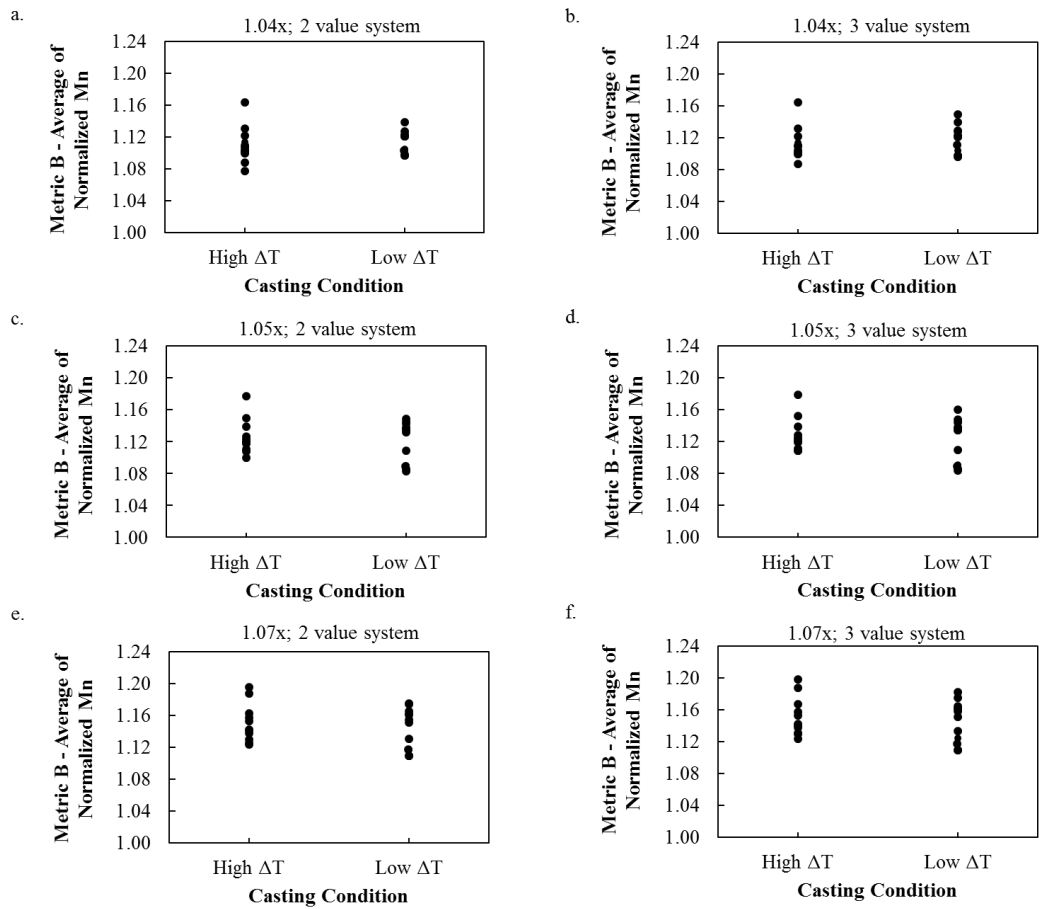 a.
1.04x; 2 value system
Metric B - Average of
Normalized Mn
1.24
1.20
1.16
1.12
1.08
1.04
1.00
High ΔT
Low ΔT
Casting Condition
b.
1.04x; 3 value system
Metric B - Average of
Normalized Mn
1.24
1.20
1.16
1.12
1.08
1.04
1.00
High ΔT
Low ΔT
Casting Condition
c.
1.05x; 2 value system
Metric B - Average of
Normalized Mn
1.24
1.20
1.16
1.12
1.08
1.04
1.00
High ΔT
Low ΔT
Casting Condition
d.
1.05x; 3 value system
Metric B - Average of
Normalized Mn
1.24
1.20
1.16
1.12
1.08
1.04
1.00
High ΔT
Low ΔT
Casting Condition
e.
1.07x; 2 value system
Metric B - Average of
Normalized Mn
1.24
1.20
1.16
1.12
1.08
1.04
1.00
High ΔT
Low ΔT
Casting Condition
f.
1.07x; 3 value system
Metric B - Average of
Normalized Mn
1.24
1.20
1.16
1.12
1.08
1.04
1.00
High ΔT
Low ΔT
Casting Condition